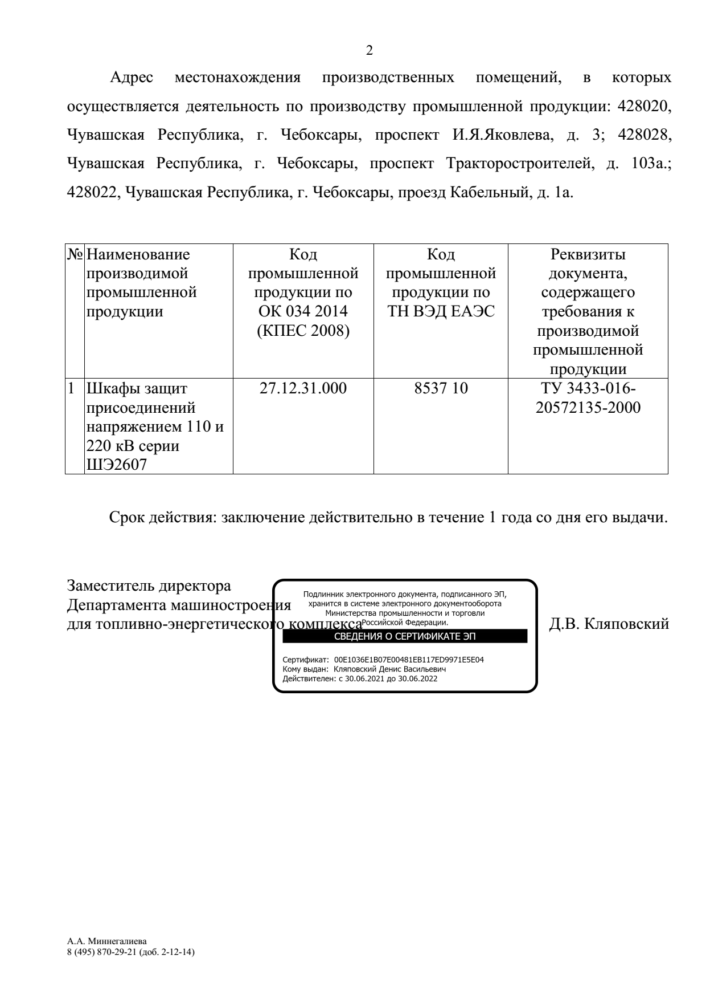 2
Адрес местонахождения производственных помещений, в которых
осуществляется деятельность по производству промышленной продукции: 428020,
Чувашская Республика, г. Чебоксары, проспект И.Я.Яковлева, д. 3; 428028,
Чувашская Республика, г. Чебоксары, проспект Тракторостроителей, д. 103а.;
428022, Чувашская Республика, г. Чебоксары, проезд Кабельный, д. 1а.
№
Наименование
производимой
промышленной
продукции
Код
промышленной
продукции по
ОК 034 2014
(КПЕС 2008)
Код
промышленной
продукции по
ТН ВЭД ЕАЭС
Реквизиты
документа,
содержащего
требования к
производимой
промышленной
продукции
1
Шкафы защит
присоединений
напряжением 110 и
220 кВ серии
ШЭ2607
27.12.31.000
8537 10
ТУ 3433-016-
20572135-2000
Срок действия: заключение действительно в течение 1 года со дня его выдачи.
Заместитель директора
Департамента машиностроения
для топливно-энергетического комплекса
Подлинник электронного документа, подписанного ЭП,
хранится в системе электронного документооборота
Министерства промышленности и торговли
Российской Федерации.
СВЕДЕНИЯ О СЕРТИФИКАТЕ ЭП
Сертификат: 00E1036E1B07E00481EB117ED9971E5E04
Кому выдан: Кляповский Денис Васильевич
Действителен: с 30.06.2021 до 30.06.2022
Д.В. Кляповский
А.А. Миннегалиева
8 (495) 870-29-21 (доб. 2-12-14)